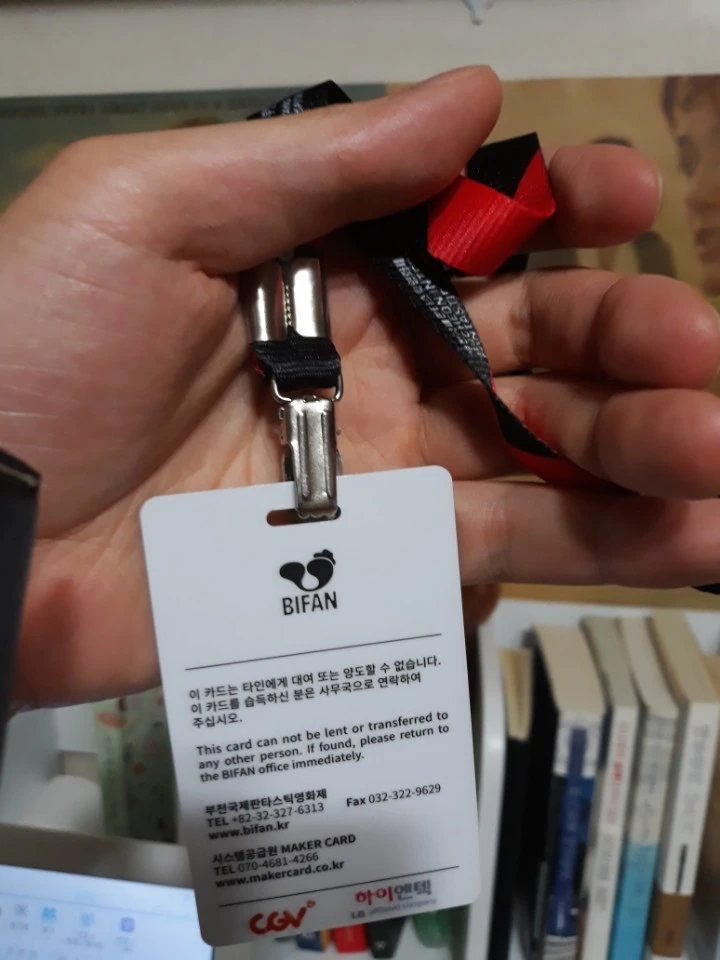 BIFAN
이 카드는 타인에게 대여 또는 양도할 수 없습니다.
이 카드를 습득하신 분은 사무국으로 연락하여
주십시오.
This card can not be lent or transferred to
any other person. If found, please return to
the BIFAN office immediately.
부천국제판타스틱영화제
TEL +82-32-327-6313 Fax 032-322-9629
www.bifan.kr
시스템공급원 MAKER CARD
TEL 070-4681-4266
www.makercard.co.kr
CGV
하이엔텍
LG affiliated company